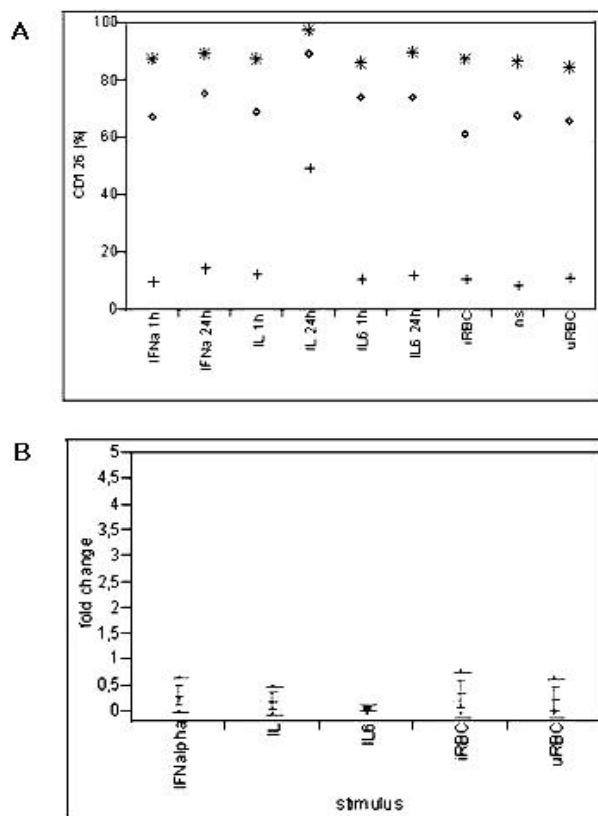 A
CD126 (%)
100
80
60
40
20
0
IFNa 1h
IFNa 24h
IL 1h
IL 24h
IL6 1h
IL6 24h
iRBC
ns
uRBC
B
fold change
5
4,5
4
3,5
3
2,5
2
1,5
1
0,5
0
IFNalpha
IL
IL6
iRBC
uRBC
stimulus